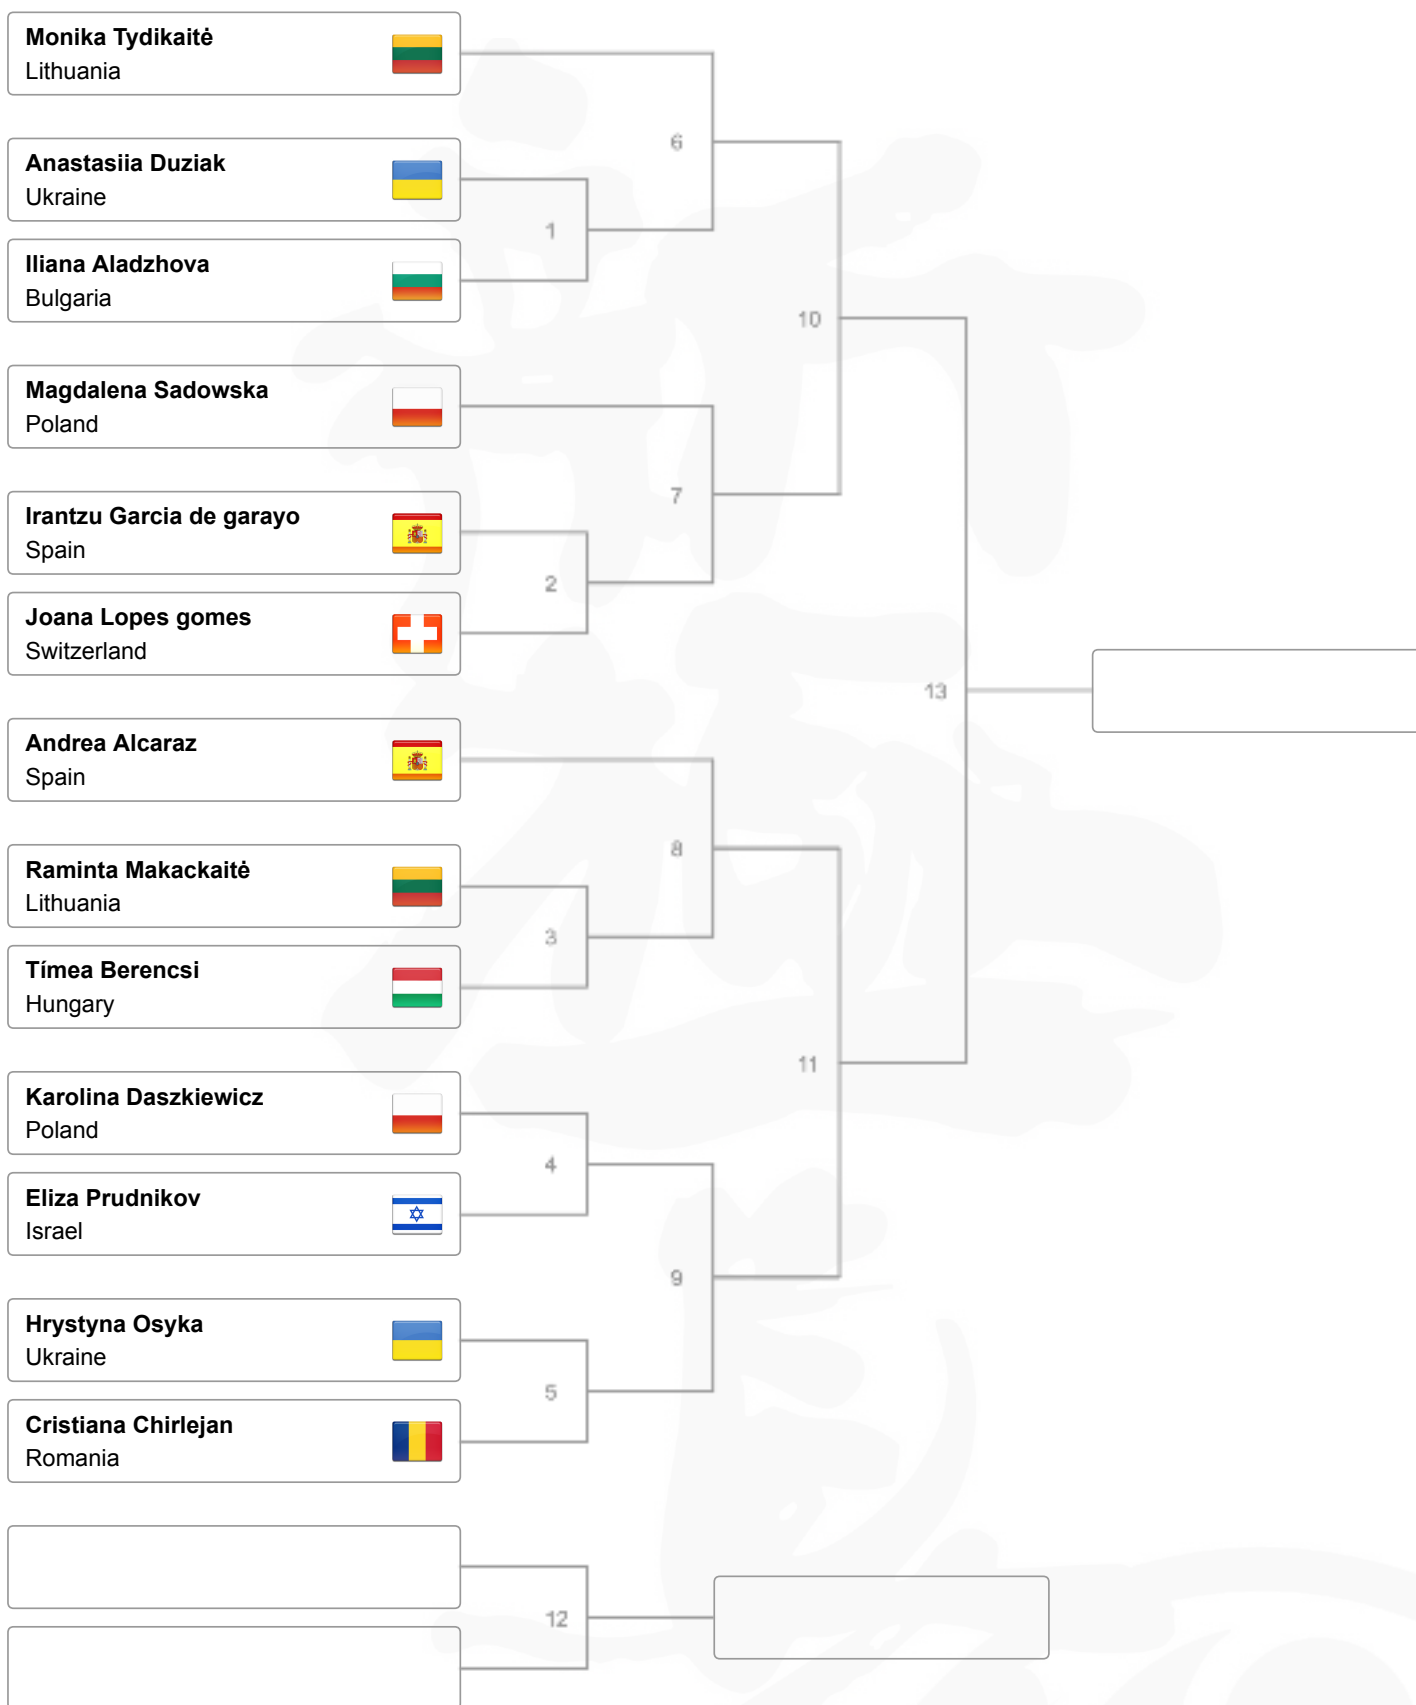 Monika Tydikaitė
Lithuania
6
Anastasiia Duziak
Ukraine
1
Iliana Aladzhova
Bulgaria
10
Magdalena Sadowska
Poland
7
Irantzu Garcia de garayo
Spain
2
Joana Lopes gomes
Switzerland
13
Andrea Alcaraz
Spain
8
Raminta Makackaitė
Lithuania
3
Tímea Berencsi
Hungary
11
Karolina Daszkiewicz
Poland
4
Eliza Prudnikov
Israel
9
Hrystyna Osyka
Ukraine
5
Cristiana Chirlejan
Romania
12